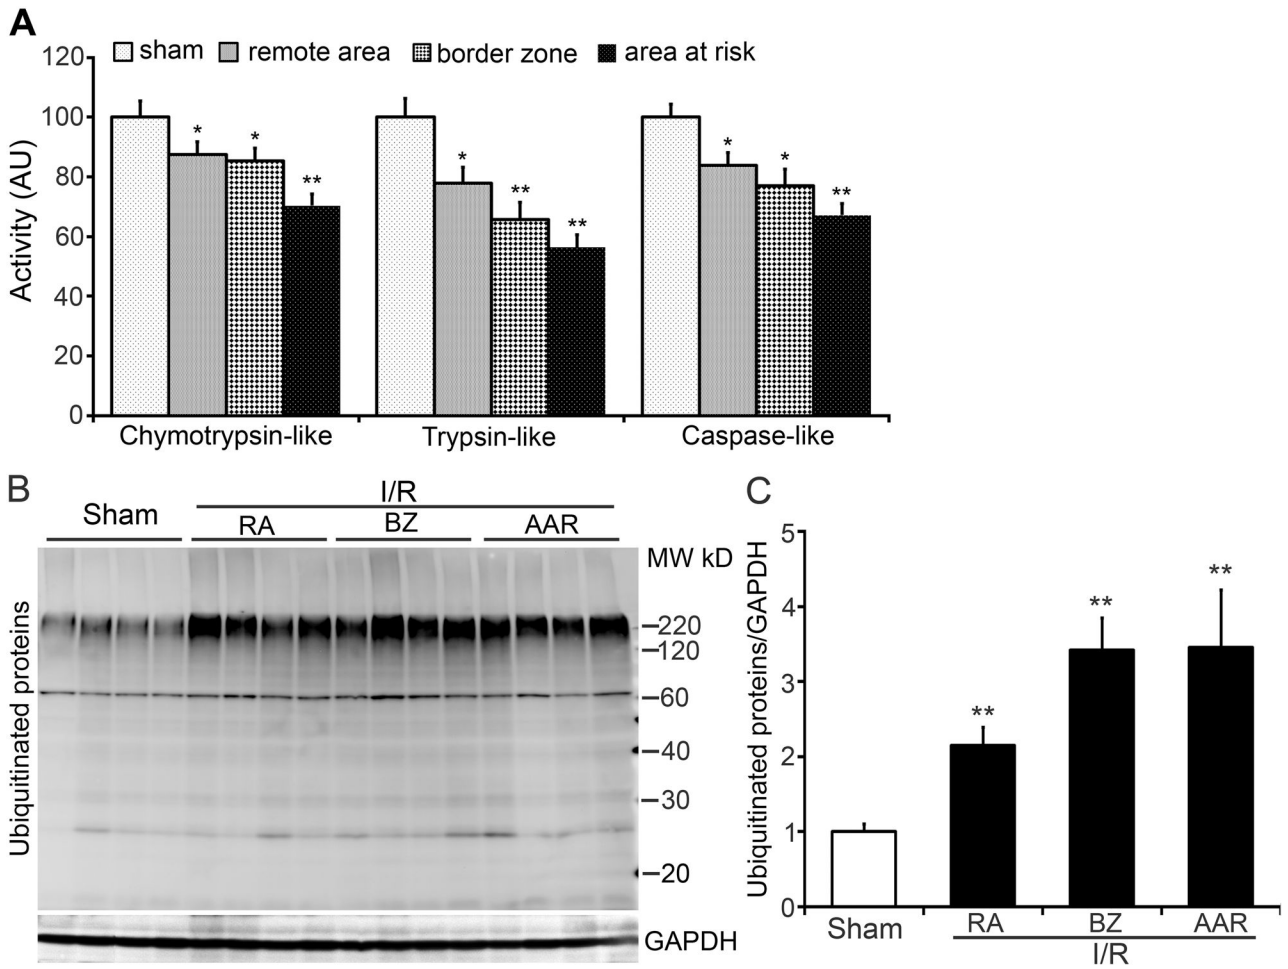 A
sham remote area border zone area at risk
Activity (AU)
120
100
80
60
40
20
0
* * **
* ** **
* * **
Chymotrypsin-like Trypsin-like Caspase-like
B
Sham I/R
RA BZ AAR
MW kD
Ubiquitinated proteins
220
120
60
40
30
20
GAPDH
C
Ubiquitinated proteins/GAPDH
5
4
3
2
1
0
** ** **
Sham RA BZ AAR
I/R